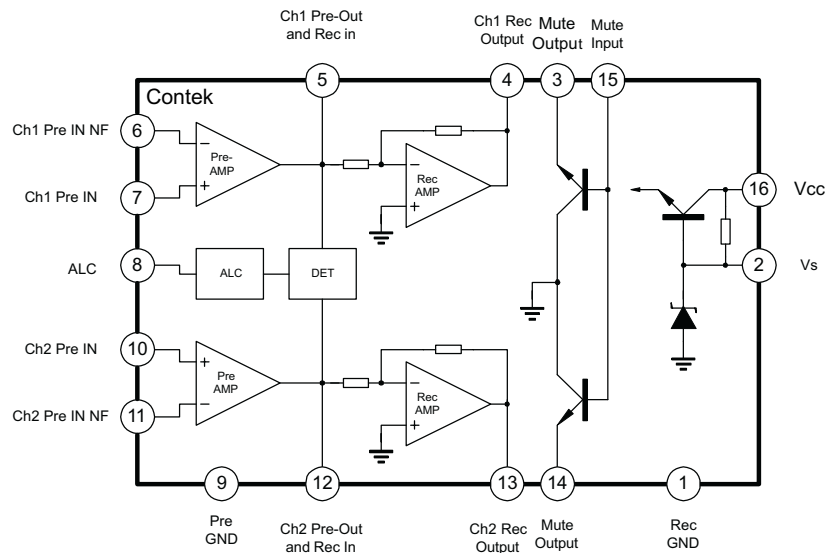 Ch1 Pre-Out
and Rec in
Ch1 Rec
Output
Mute
Output
Mute
Input
5
4
3
15
Contek
Ch1 Pre IN NF
6
−
Pre-
AMP
+
Ch1 Pre IN
7
−
Rec
AMP
+
16
Vcc
ALC
8
ALC
DET
2
Vs
Ch2 Pre IN
10
+
Pre
AMP
−
Ch2 Pre IN NF
11
−
Rec
AMP
+
9
12
13
14
1
Pre
GND
Ch2 Pre-Out
and Rec In
Ch2 Rec
Output
Mute
Output
Rec
GND